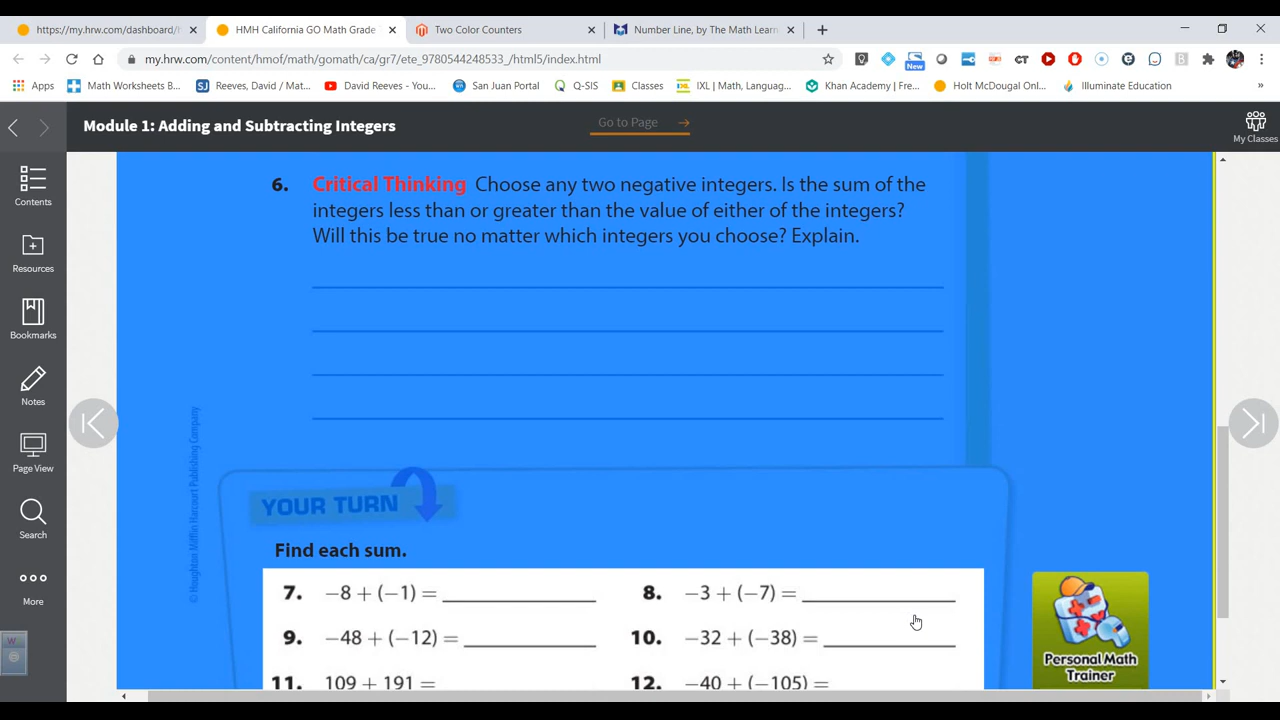 https://my.hrw.com/dashboard/
HMH California GO Math Grade
Two Color Counters
Number Line, by The Math Learn
my.hrw.com/content/hmof/math/gomath/ca/gr7/ete_9780544248533_/html5/index.html
New
Apps
Math Worksheets B...
Reeves, David / Mat...
David Reeves - You...
San Juan Portal
Q-SIS
Classes
IXL | Math, Languag...
Khan Academy | Fre...
Holt McDougal Onl...
Illuminate Education
»
Module 1: Adding and Subtracting Integers
Go to Page
My Classes
Contents
Resources
Bookmarks
Notes
Page View
Search
More
6. Critical Thinking Choose any two negative integers. Is the sum of the
integers less than or greater than the value of either of the integers?
Will this be true no matter which integers you choose? Explain.
© Houghton Mifflin Harcourt Publishing Company
YOUR TURN
Find each sum.
7. −8 + (−1) =
8. −3 + (−7) =
9. −48 + (−12) =
10. −32 + (−38) =
11. 109 + 191 =
12. −40 + (−105) =
Personal Math
Trainer